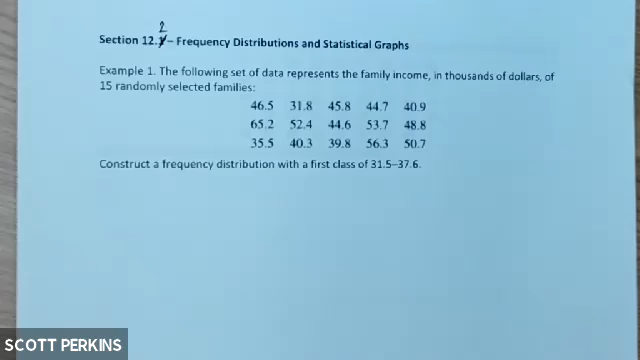 2
Section 12.1 – Frequency Distributions and Statistical Graphs
Example 1. The following set of data represents the family income, in thousands of dollars, of
15 randomly selected families:
46.5 31.8 45.8 44.7 40.9
65.2 52.4 44.6 53.7 48.8
35.5 40.3 39.8 56.3 50.7
Construct a frequency distribution with a first class of 31.5–37.6.
SCOTT PERKINS